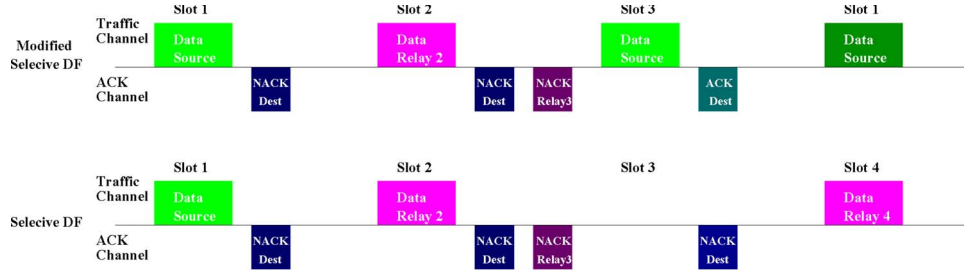 Slot 1 Slot 2 Slot 3 Slot 1
Traffic
Channel
Data Data Data Data
Source Relay 2 Source Source
Modified
Selecive DF
ACK
Channel
NACK NACK NACK ACK
Dest Dest Relay3 Dest
Slot 1 Slot 2 Slot 3 Slot 4
Traffic
Channel
Data Data Data
Source Relay 2 Relay 4
Selecive DF
ACK
Channel
NACK NACK NACK NACK
Dest Dest Relay3 Dest